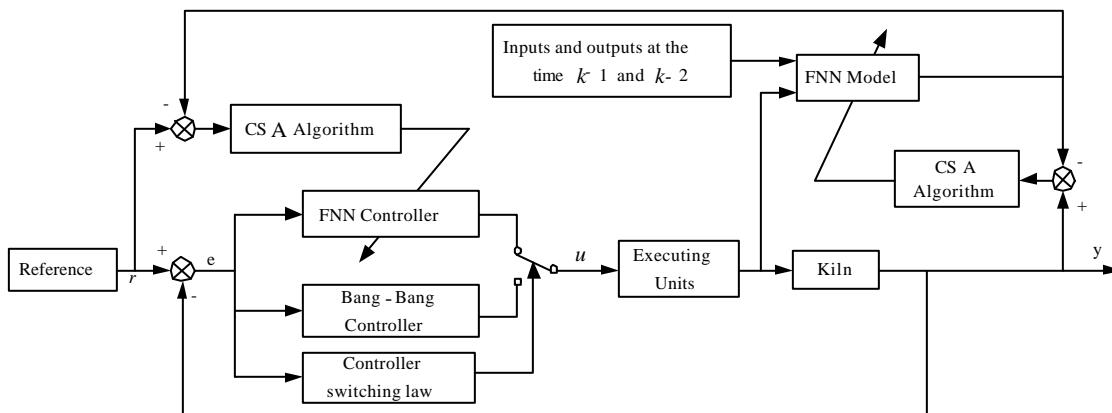 Inputs and outputs at the
time k- 1 and k- 2
FNN Model
-
CS A Algorithm
+
CS A
Algorithm
-
+
FNN Controller
Reference
r
+
-
e
u
Executing
Units
Kiln
y
Bang - Bang
Controller
Controller
switching law